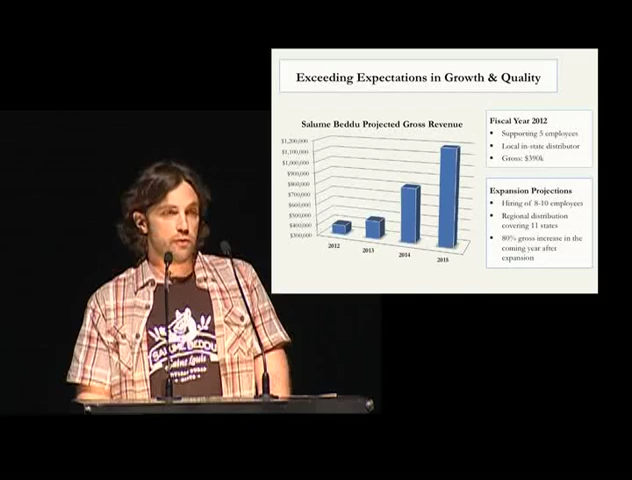 Exceeding Expectations in Growth & Quality
Salume Beddu Projected Gross Revenue
$1,200,000
$1,100,000
$1,000,000
$900,000
$800,000
$700,000
$600,000
$500,000
$400,000
$300,000
2012
2013
2014
2015
Fiscal Year 2012
Supporting 5 employees
Local in-state distributor
Gross: $390k
Expansion Projections
Hiring of 8-10 employees
Regional distribution
covering 11 states
80% gross increase in the
coming year after
expansion
SALUME BEDDU
Saint Louis